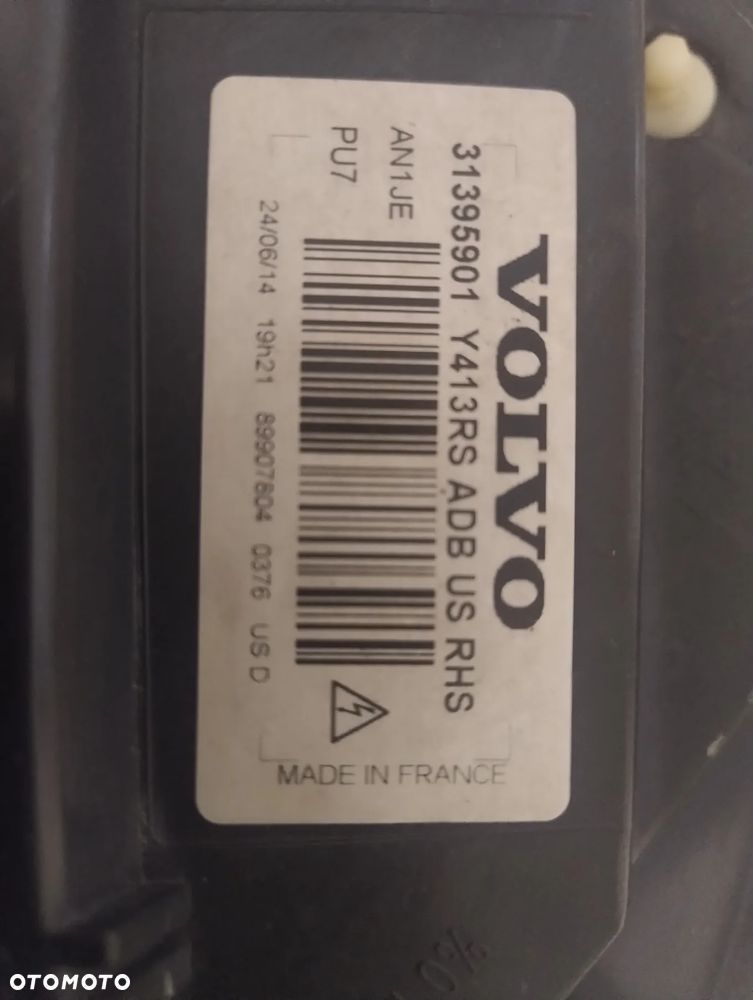 VOLVO
31395901 Y413RS ADB US RHS
AN1JE
PU7
24/06/14 19h21 89907804 0376 US D
MADE IN FRANCE
OTOMOTO